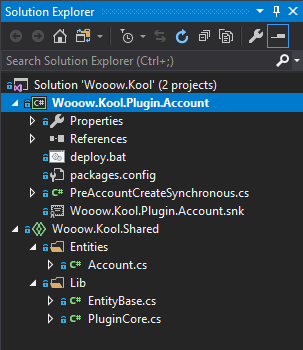 Solution Explorer
Search Solution Explorer (Ctrl+;)
Solution 'Wooow.Kool' (2 projects)
C# Wooow.Kool.Plugin.Account
Properties
References
deploy.bat
packages.config
C# PreAccountCreateSynchronous.cs
Wooow.Kool.Plugin.Account.snk
Wooow.Kool.Shared
Entities
C# Account.cs
Lib
C# EntityBase.cs
C# PluginCore.cs